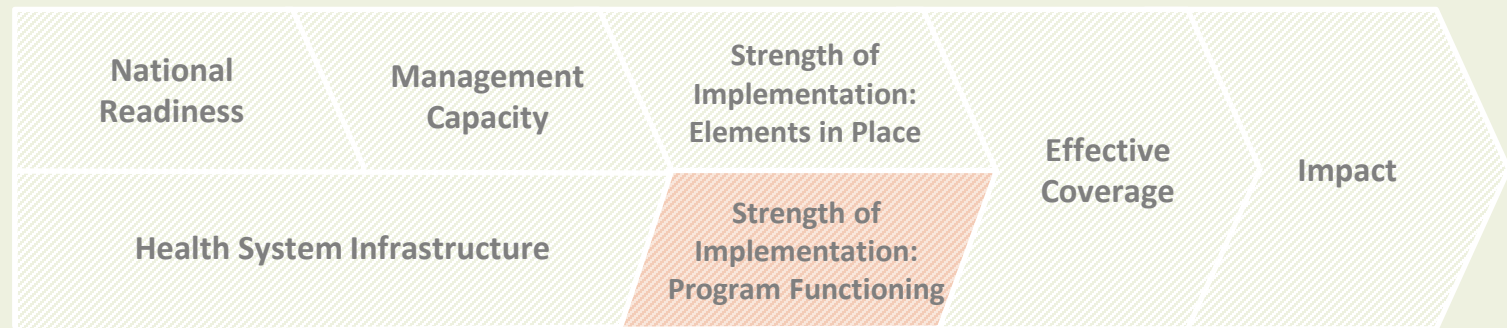 National
Readiness
Management
Capacity
Strength of
Implementation:
Elements in Place
Health System Infrastructure
Strength of
Implementation:
Program Functioning
Effective
Coverage
Impact